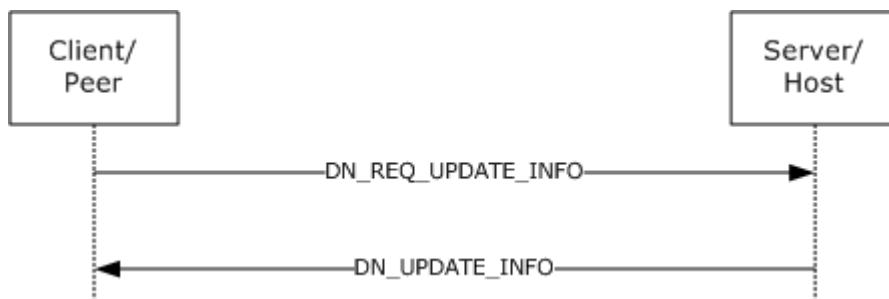 Client/
Peer
Server/
Host
DN_REQ_UPDATE_INFO
DN_UPDATE_INFO